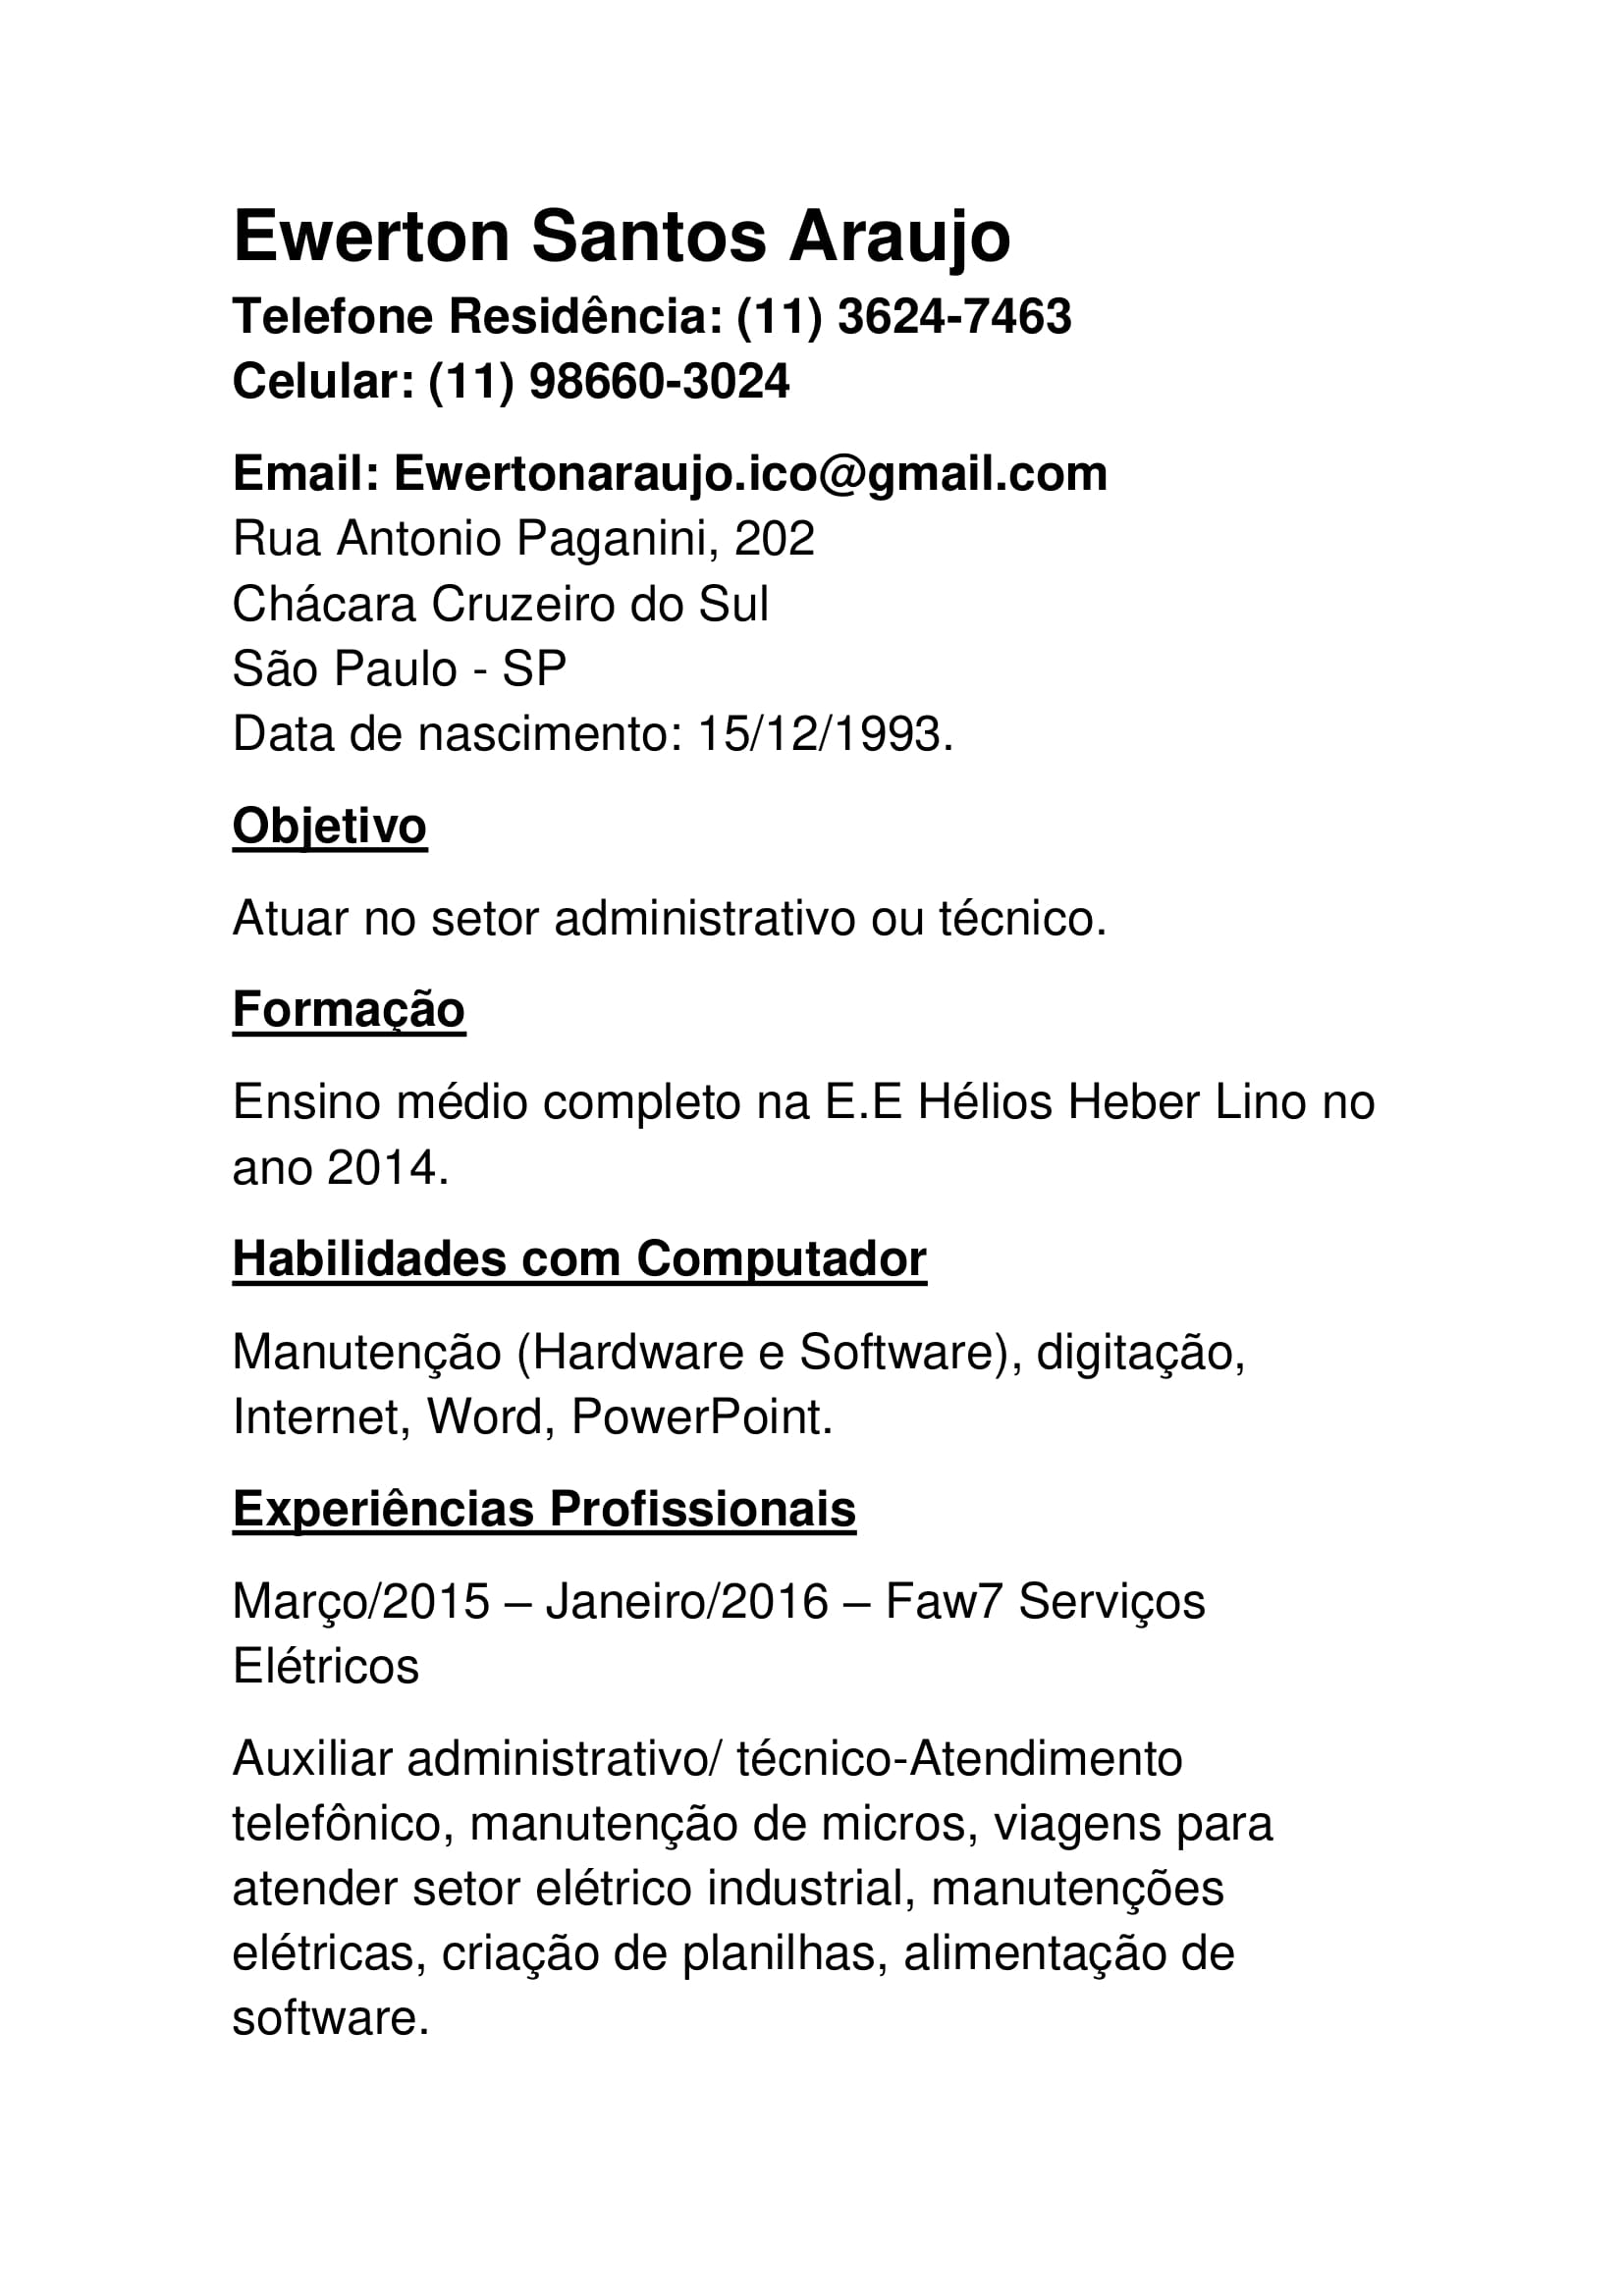 Ewerton Santos Araujo
Telefone Residência: (11) 3624-7463
Celular: (11) 98660-3024
Email: Ewertonaraujo.ico@gmail.com
Rua Antonio Paganini, 202
Chácara Cruzeiro do Sul
São Paulo - SP
Data de nascimento: 15/12/1993.
Objetivo
Atuar no setor administrativo ou técnico.
Formação
Ensino médio completo na E.E Hélios Heber Lino no
ano 2014.
Habilidades com Computador
Manutenção (Hardware e Software), digitação,
Internet, Word, PowerPoint.
Experiências Profissionais
Março/2015 – Janeiro/2016 – Faw7 Serviços
Elétricos
Auxiliar administrativo/ técnico-Atendimento
telefônico, manutenção de micros, viagens para
atender setor elétrico industrial, manutenções
elétricas, criação de planilhas, alimentação de
software.